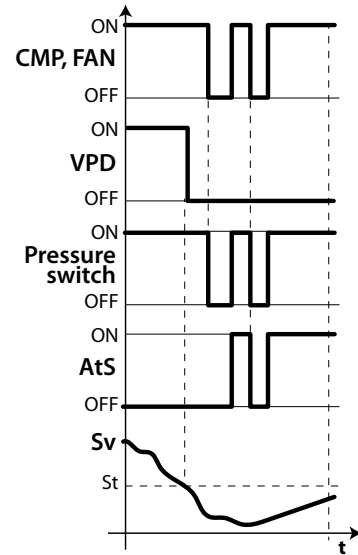 ON
CMP, FAN
OFF
ON
VPD
OFF
ON
Pressure
switch
OFF
ON
AtS
OFF
Sv
St
t